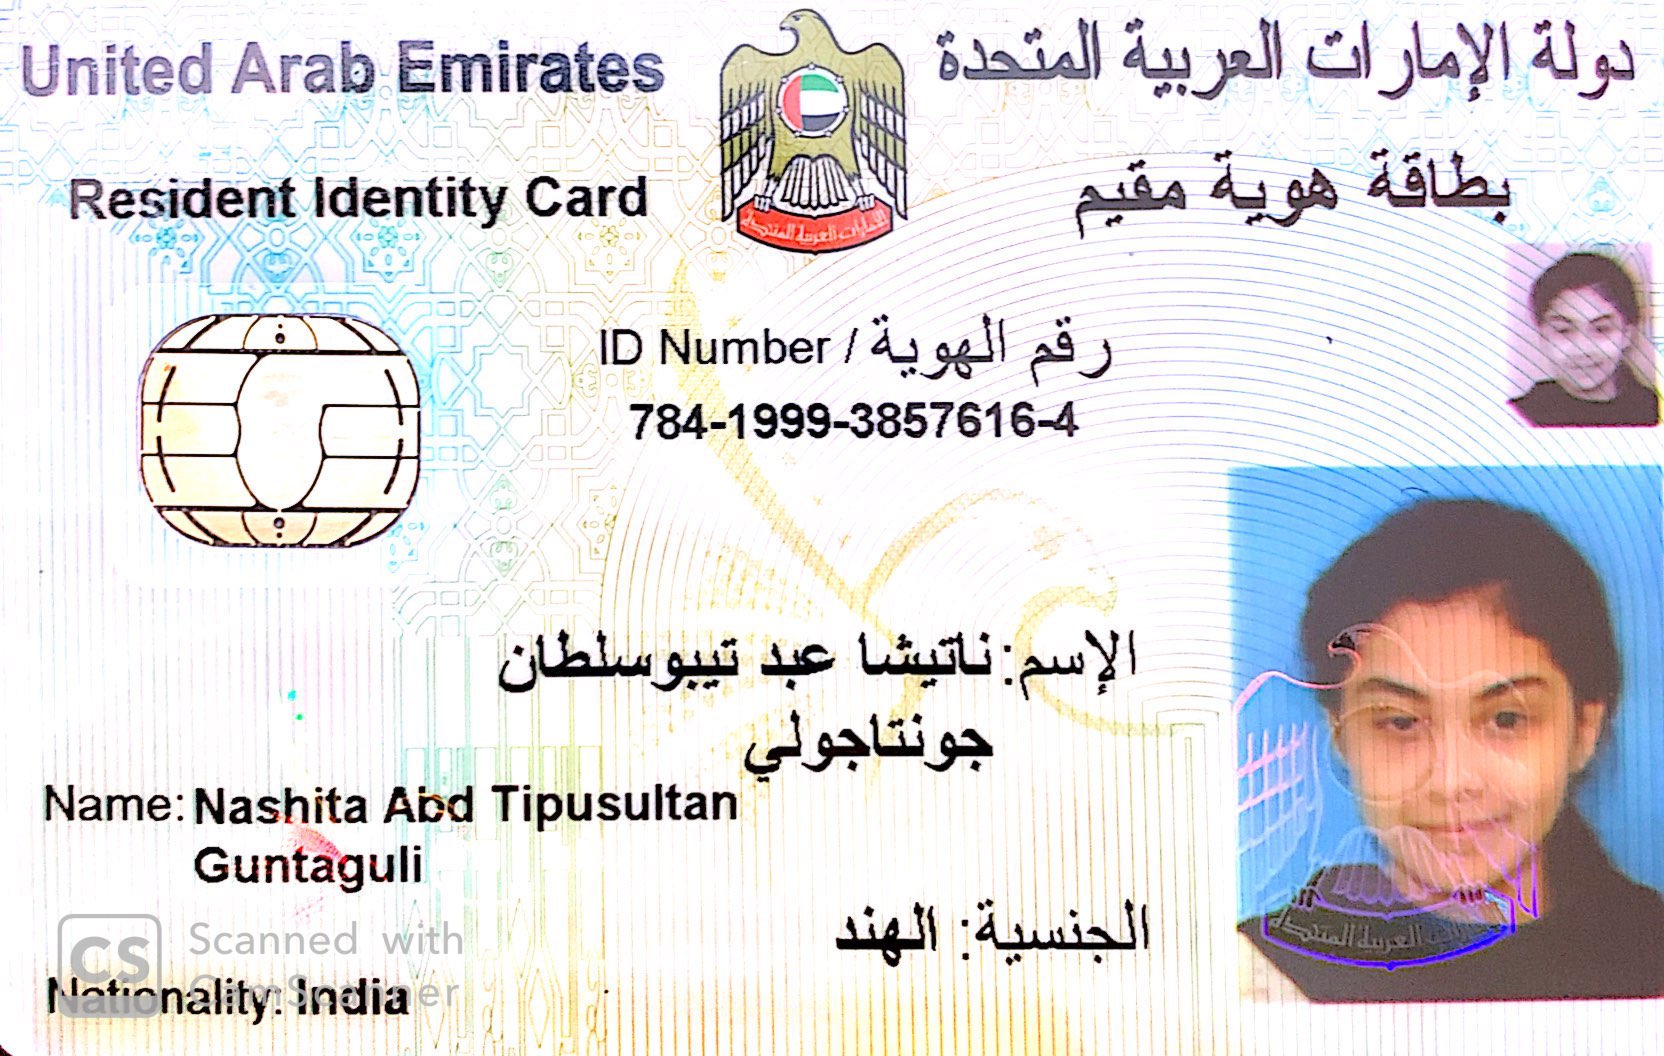 United Arab Emirates
دولة الإمارات العربية المتحدة
Resident Identity Card
بطاقة هوية مقيم
الإمارات العربية المتحدة
ID Number / رقم الهوية
784-1999-3857616-4
الإسم: ناتيشا عبد تيبوسلطان
جونتاجولي
Name: Nashita Abd Tipusultan
Guntaguli
الجنسية: الهند
Nationality: India
CS Scanned with
CamScanner
الإمارات العربية المتحدة